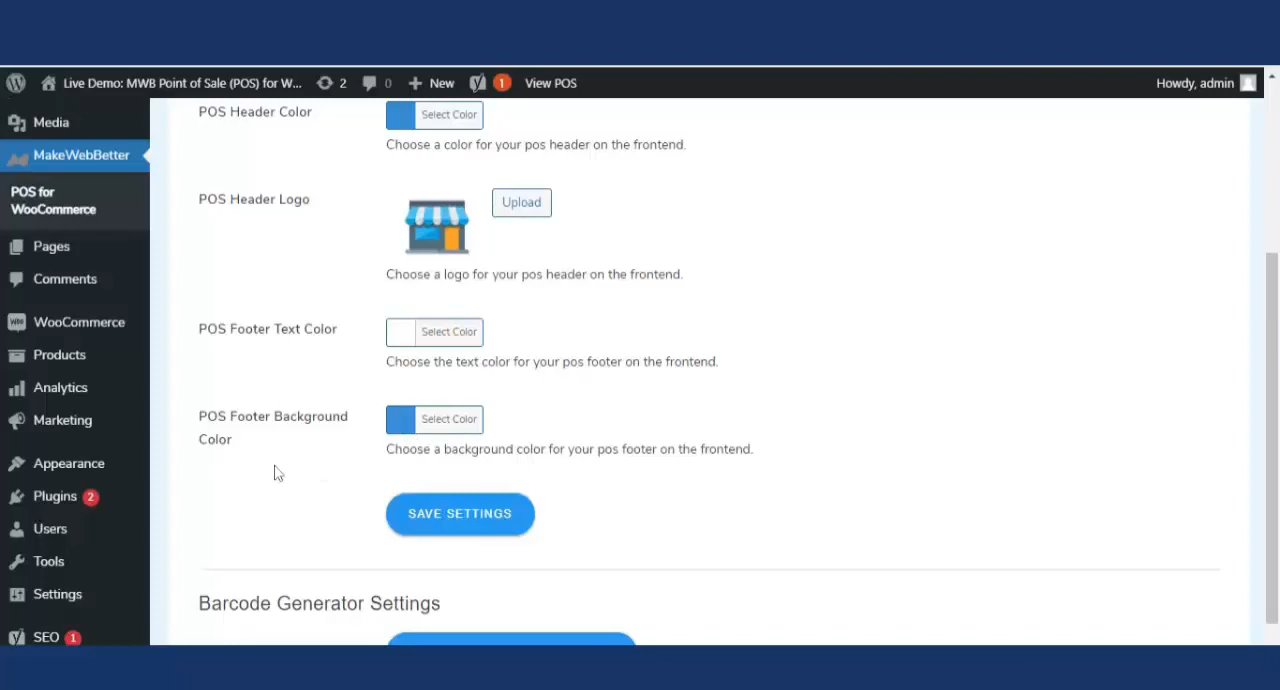 Live Demo: MWB Point of Sale (POS) for W... 2 0 New 1 View POS Howdy, admin
Media
MakeWebBetter
POS for
WooCommerce
Pages
Comments
WooCommerce
Products
Analytics
Marketing
Appearance
Plugins 2
Users
Tools
Settings
SEO 1
POS Header Color
Select Color
Choose a color for your pos header on the frontend.
POS Header Logo
Upload
Choose a logo for your pos header on the frontend.
POS Footer Text Color
Select Color
Choose the text color for your pos footer on the frontend.
POS Footer Background
Color
Select Color
Choose a background color for your pos footer on the frontend.
SAVE SETTINGS
Barcode Generator Settings